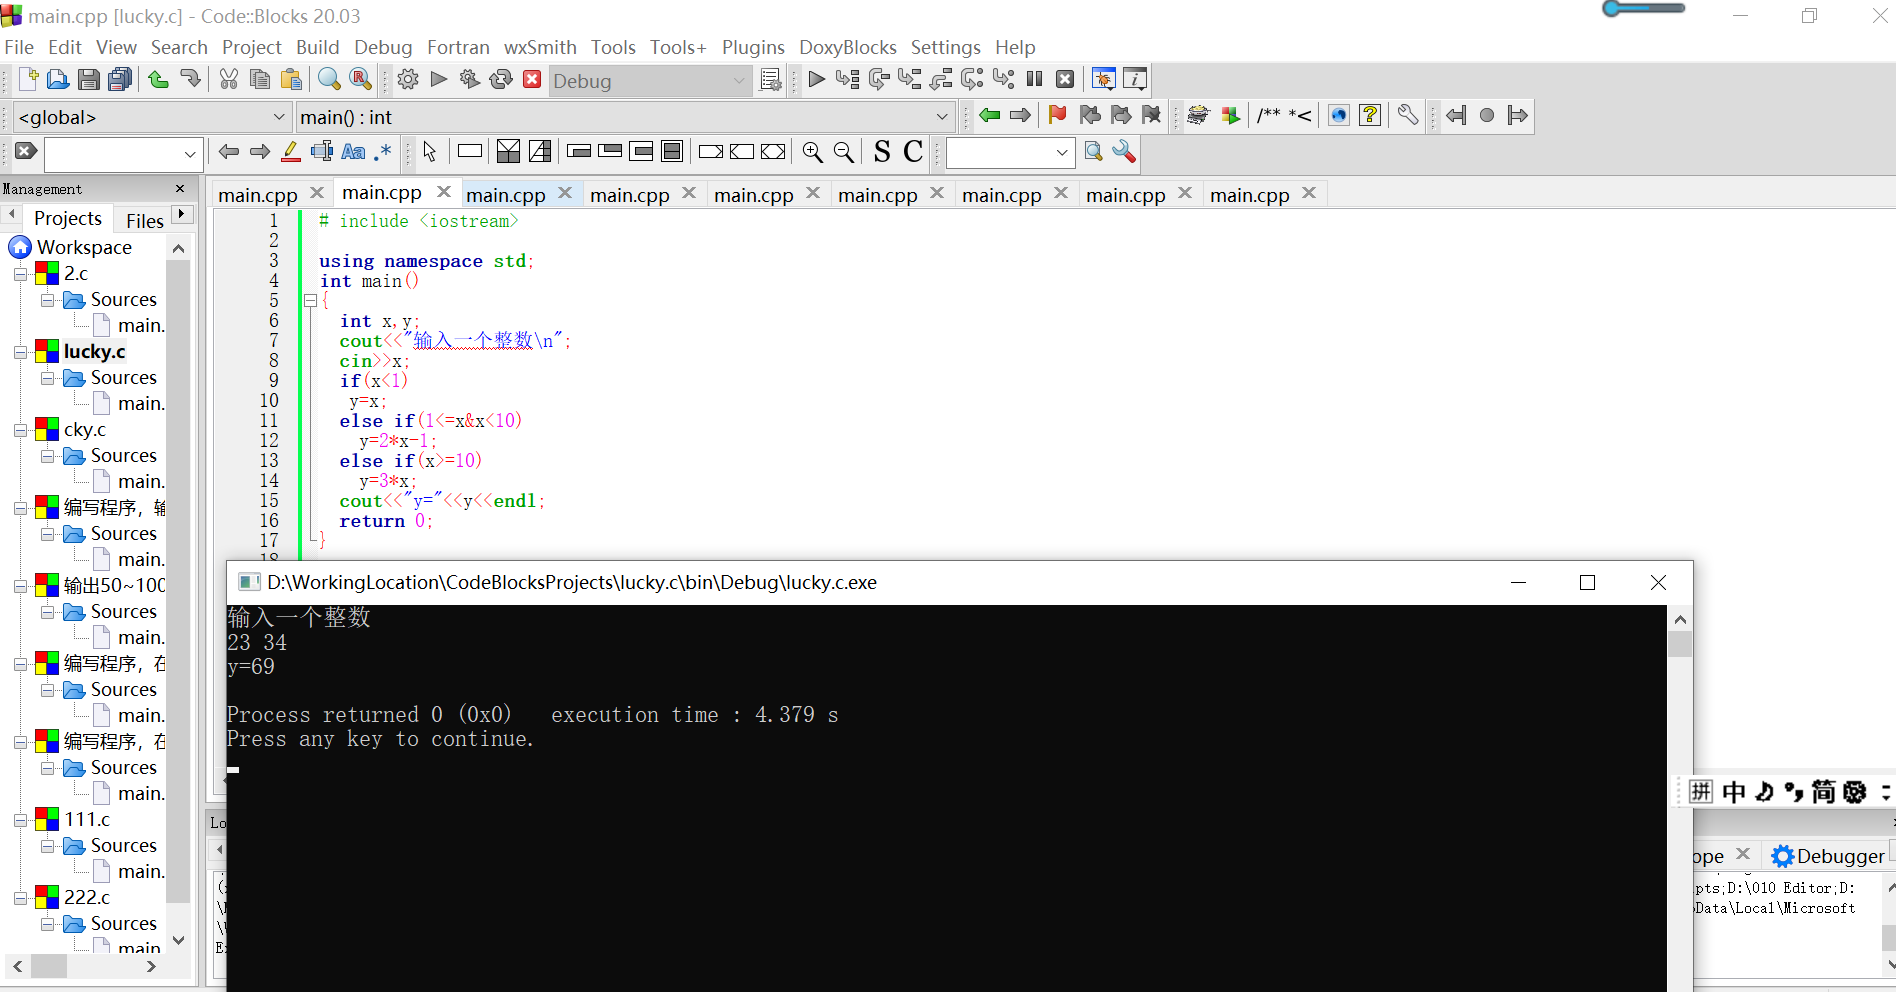 main.cpp [lucky.c] - Code::Blocks 20.03
File Edit View Search Project Build Debug Fortran wxSmith Tools Tools+ Plugins DoxyBlocks Settings Help
Debug
<global> main() : int /** *<
Aa .* S C
Management
Projects Files
main.cpp main.cpp main.cpp main.cpp main.cpp main.cpp main.cpp main.cpp main.cpp
Workspace
2.c
Sources
main.
lucky.c
Sources
main.
cky.c
Sources
main.
编写程序，输
Sources
main.
输出50~100
Sources
main.
编写程序，在
Sources
main.
编写程序，在
Sources
main.
111.c
Sources
main.
222.c
Sources
main
1 # include <iostream>
2
3 using namespace std;
4 int main()
5 {
6 int x,y;
7 cout<<"输入一个整数\n";
8 cin>>x;
9 if(x<1)
10 y=x;
11 else if(1<=x&x<10)
12 y=2*x-1;
13 else if(x>=10)
14 y=3*x;
15 cout<<"y="<<y<<endl;
16 return 0;
17 }
18
D:\WorkingLocation\CodeBlocksProjects\lucky.c\bin\Debug\lucky.c.exe
输入一个整数
23 34
y=69
Process returned 0 (0x0) execution time : 4.379 s
Press any key to continue.
拼 中 简
Lo
ope Debugger
pts;D:\010 Editor;D:
Data\Local\Microsoft